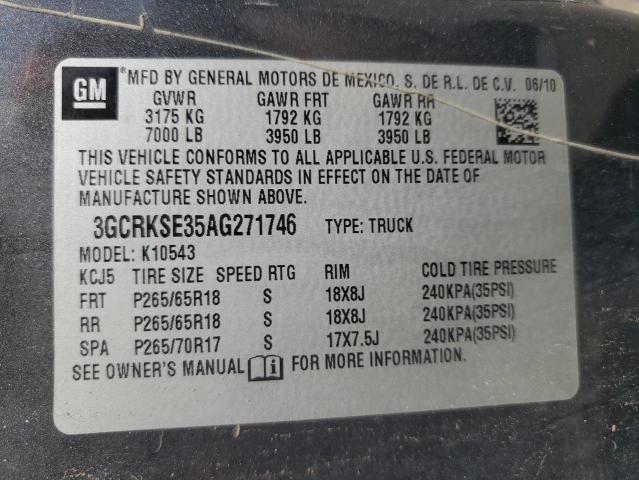 GM
*MFD BY GENERAL MOTORS DE MEXICO, S. DE R.L. DE C.V. 06/10
GVWR GAWR FRT GAWR RR
3175 KG 1792 KG 1792 KG
7000 LB 3950 LB 3950 LB
THIS VEHICLE CONFORMS TO ALL APPLICABLE U.S. FEDERAL MOTOR
VEHICLE SAFETY STANDARDS IN EFFECT ON THE DATE OF
MANUFACTURE SHOWN ABOVE.
3GCRKSE35AG271746 TYPE: TRUCK
MODEL: K10543
KCJ5 TIRE SIZE SPEED RTG RIM COLD TIRE PRESSURE
FRT P265/65R18 S 18X8J 240KPA(35PSI)
RR P265/65R18 S 18X8J 240KPA(35PSI)
SPA P265/70R17 S 17X7.5J 240KPA(35PSI)
SEE OWNER'S MANUAL FOR MORE INFORMATION.